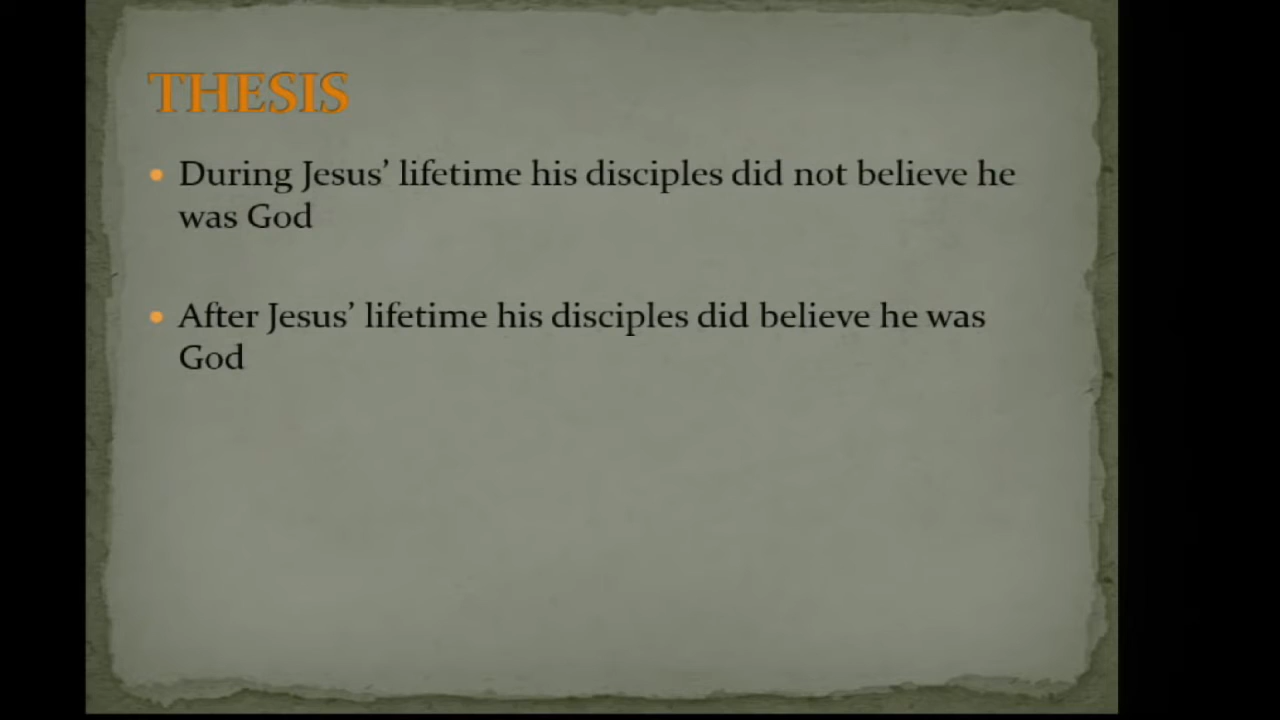 THESIS
• During Jesus’ lifetime his disciples did not believe he
was God
• After Jesus’ lifetime his disciples did believe he was
God